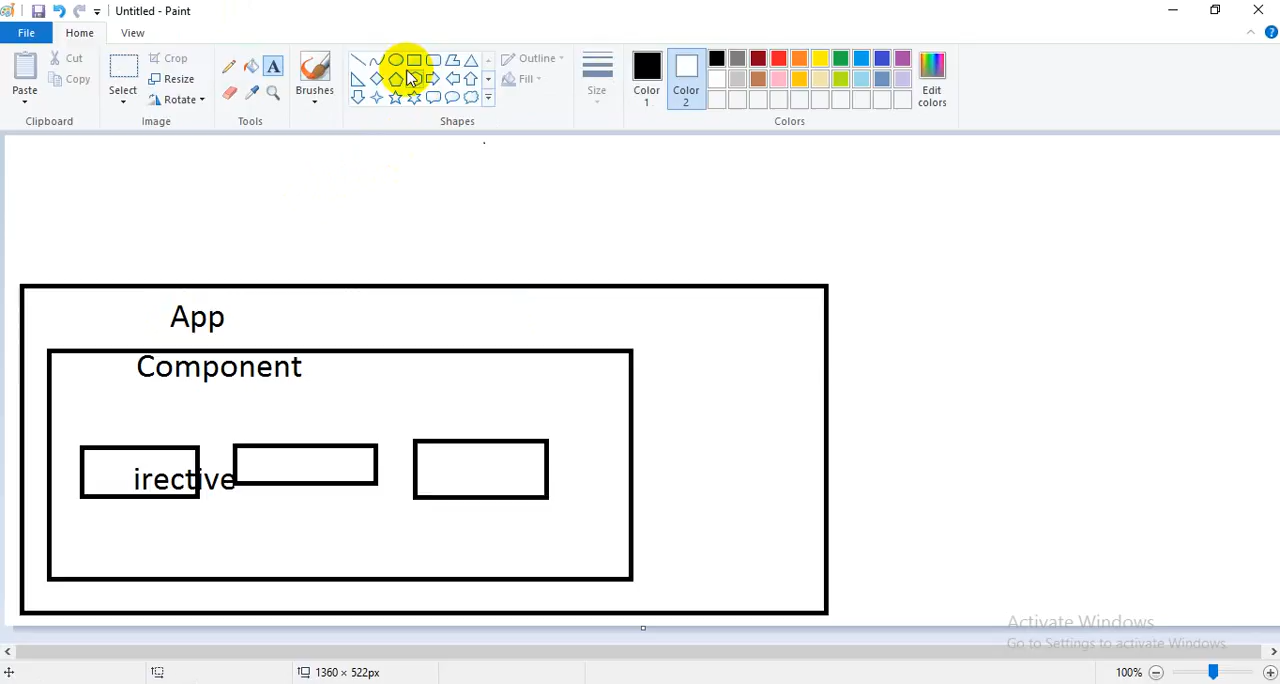 Untitled - Paint
File
Home
View
Paste
Cut
Copy
Clipboard
Select
Crop
Resize
Rotate
Image
A
Tools
Brushes
Shapes
Outline
Fill
Size
Color 1
Color 2
Edit colors
Colors
App
Component
irective
Activate Windows
Go to Settings to activate Windows.
1360 × 522px
100%